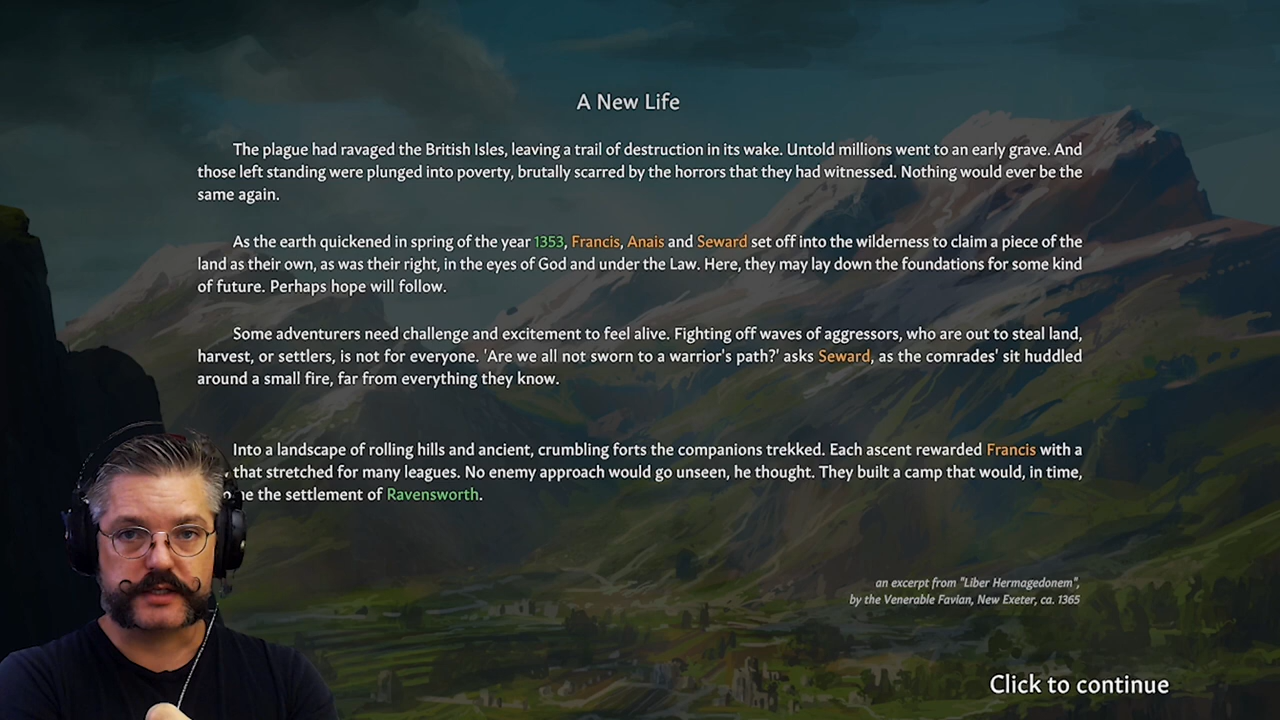 A New Life
The plague had ravaged the British Isles, leaving a trail of destruction in its wake. Untold millions went to an early grave. And
those left standing were plunged into poverty, brutally scarred by the horrors that they had witnessed. Nothing would ever be the
same again.
As the earth quickened in spring of the year 1353, Francis, Anais and Seward set off into the wilderness to claim a piece of the
land as their own, as was their right, in the eyes of God and under the Law. Here, they may lay down the foundations for some kind
of future. Perhaps hope will follow.
Some adventurers need challenge and excitement to feel alive. Fighting off waves of aggressors, who are out to steal land,
harvest, or settlers, is not for everyone. 'Are we all not sworn to a warrior's path?' asks Seward, as the comrades' sit huddled
around a small fire, far from everything they know.
Into a landscape of rolling hills and ancient, crumbling forts the companions trekked. Each ascent rewarded Francis with a
that stretched for many leagues. No enemy approach would go unseen, he thought. They built a camp that would, in time,
the settlement of Ravensworth.
an excerpt from "Liber Hermagedonem",
by the Venerable Favian, New Exeter, ca. 1365
Click to continue